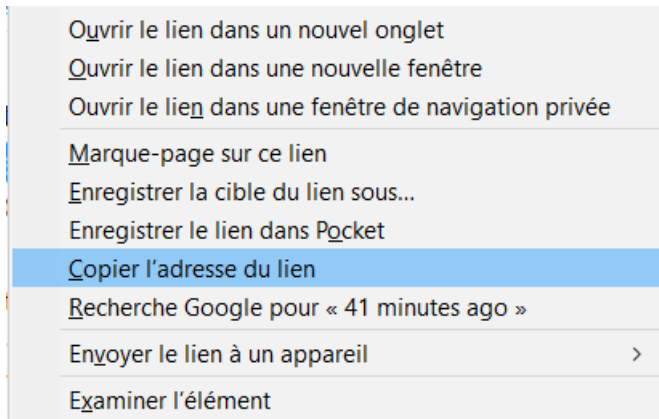 Ouvrir le lien dans un nouvel onglet
Ouvrir le lien dans une nouvelle fenêtre
Ouvrir le lien dans une fenêtre de navigation privée
Marque-page sur ce lien
Enregistrer la cible du lien sous...
Enregistrer le lien dans Pocket
Copier l’adresse du lien
Recherche Google pour « 41 minutes ago »
Envoyer le lien à un appareil
Examiner l’élément